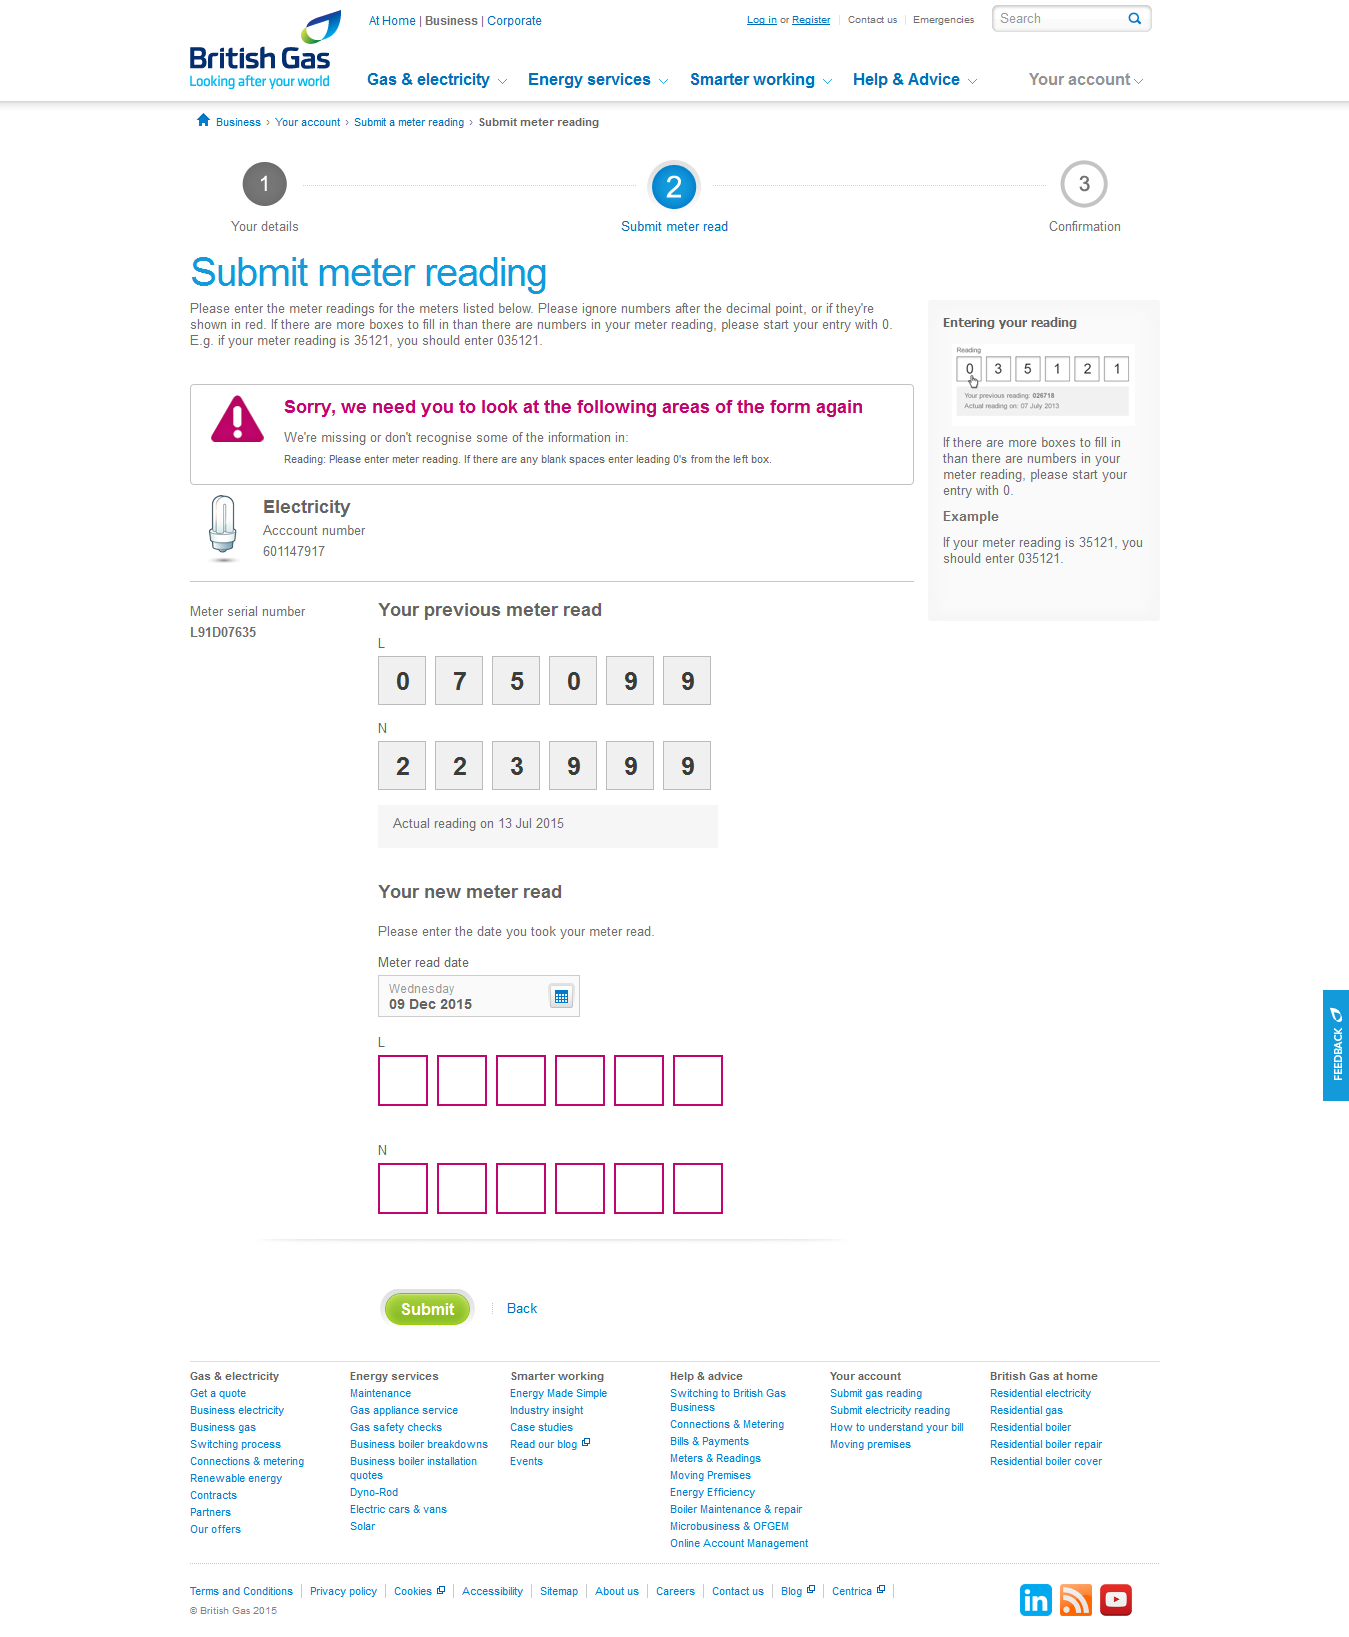 British Gas
Looking after your world
At Home | Business | Corporate
Log in or Register
Contact us
Emergencies
Search
Gas & electricity
Energy services
Smarter working
Help & Advice
Your account
Business › Your account › Submit a meter reading › Submit meter reading
1
2
3
Your details
Submit meter read
Confirmation
Submit meter reading
Please enter the meter readings for the meters listed below. Please ignore numbers after the decimal point, or if they're
shown in red. If there are more boxes to fill in than there are numbers in your meter reading, please start your entry with 0.
E.g. if your meter reading is 35121, you should enter 035121.
Sorry, we need you to look at the following areas of the form again
We're missing or don't recognise some of the information in:
Reading: Please enter meter reading. If there are any blank spaces enter leading 0's from the left box.
Electricity
Acccount number
601147917
Entering your reading
Reading
0 3 5 1 2 1
Your previous reading: 026718
Actual reading on: 07 July 2013
If there are more boxes to fill in
than there are numbers in your
meter reading, please start your
entry with 0.
Example
If your meter reading is 35121, you
should enter 035121.
Meter serial number
L91D07635
Your previous meter read
L
0 7 5 0 9 9
N
2 2 3 9 9 9
Actual reading on 13 Jul 2015
Your new meter read
Please enter the date you took your meter read.
Meter read date
Wednesday
09 Dec 2015
L
N
FEEDBACK
Submit
Back
Gas & electricity
Get a quote
Business electricity
Business gas
Switching process
Connections & metering
Renewable energy
Contracts
Partners
Our offers
Energy services
Maintenance
Gas appliance service
Gas safety checks
Business boiler breakdowns
Business boiler installation
quotes
Dyno-Rod
Electric cars & vans
Solar
Smarter working
Energy Made Simple
Industry insight
Case studies
Read our blog
Events
Help & advice
Switching to British Gas
Business
Connections & Metering
Bills & Payments
Meters & Readings
Moving Premises
Energy Efficiency
Boiler Maintenance & repair
Microbusiness & OFGEM
Online Account Management
Your account
Submit gas reading
Submit electricity reading
How to understand your bill
Moving premises
British Gas at home
Residential electricity
Residential gas
Residential boiler
Residential boiler repair
Residential boiler cover
Terms and Conditions
Privacy policy
Cookies
Accessibility
Sitemap
About us
Careers
Contact us
Blog
Centrica
in
© British Gas 2015